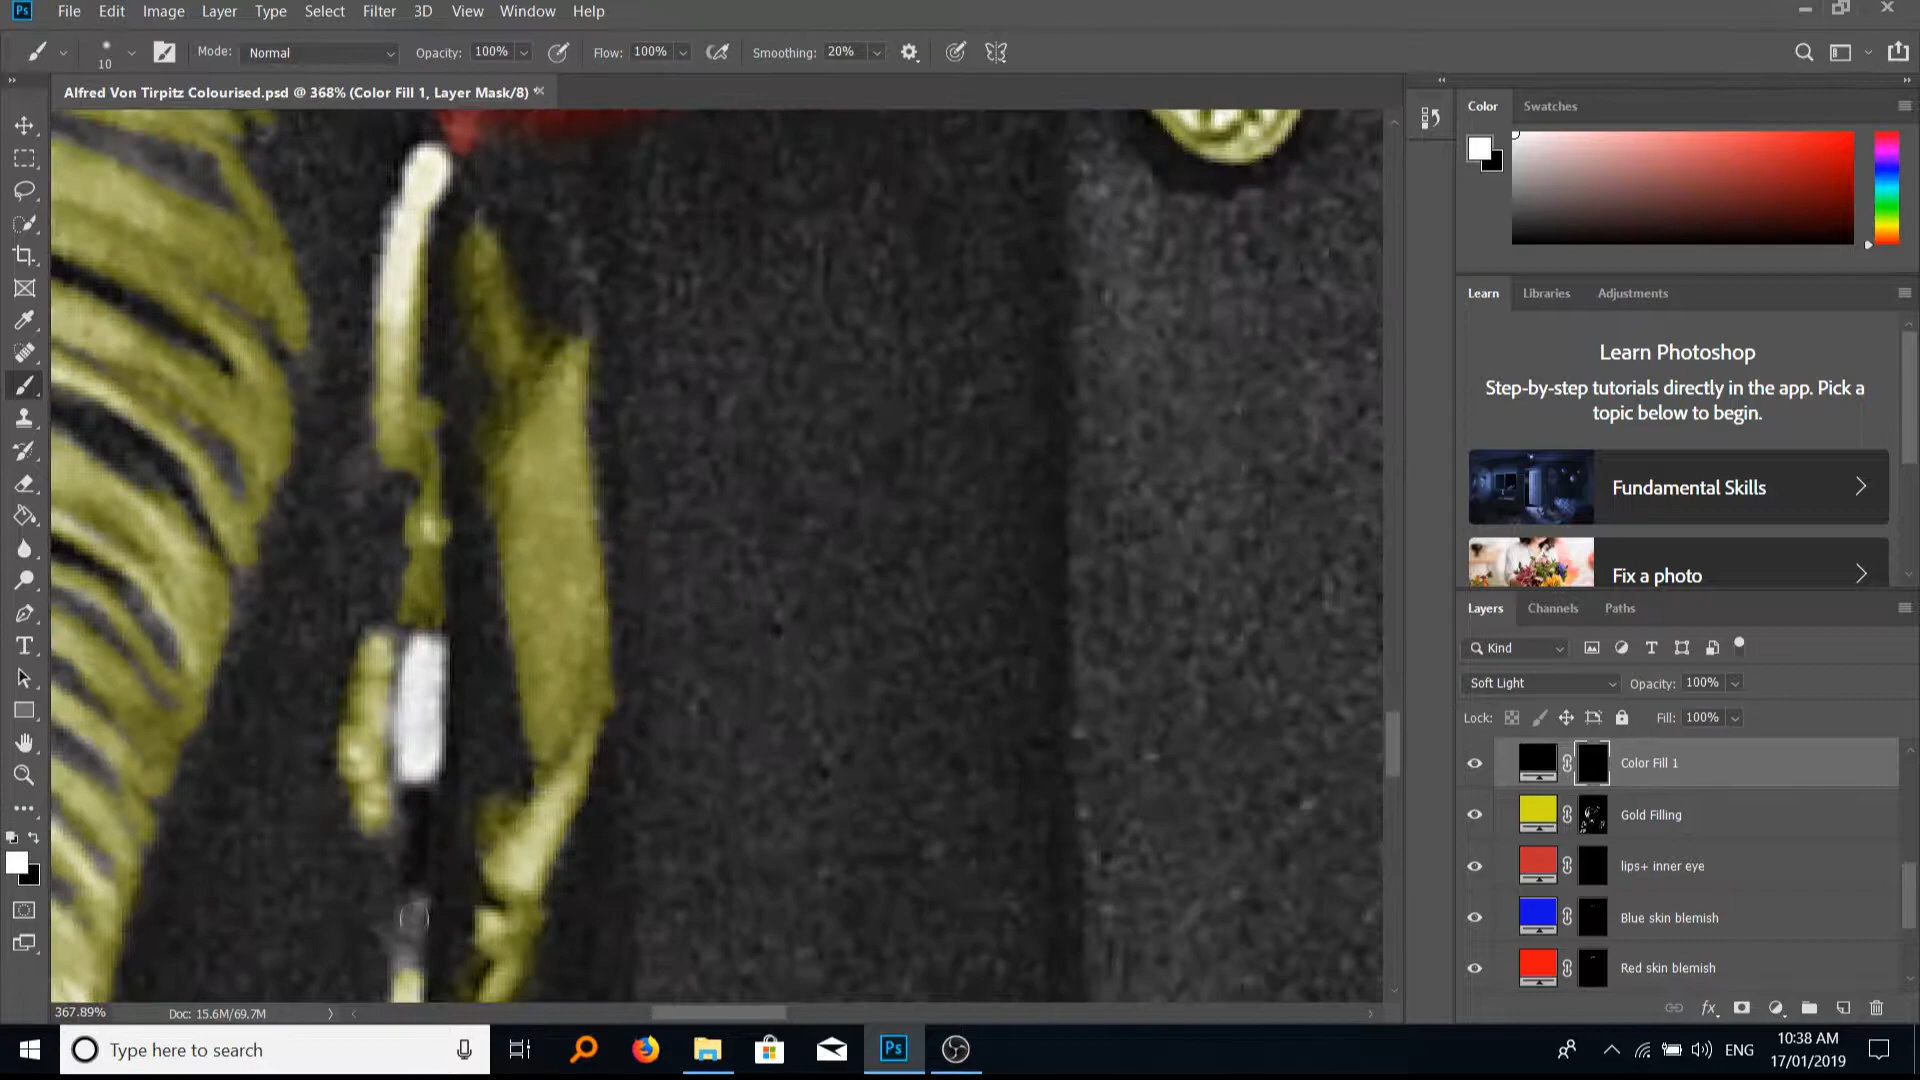 Ps File Edit Image Layer Type Select Filter 3D View Window Help
10 Mode: Normal Opacity: 100% Flow: 100% Smoothing: 20%
Alfred Von Tirpitz Colourised.psd @ 368% (Color Fill 1, Layer Mask/8) *
Color Swatches
Learn Libraries Adjustments
Learn Photoshop
Step-by-step tutorials directly in the app. Pick a
topic below to begin.
Fundamental Skills
Fix a photo
Layers Channels Paths
Kind
Soft Light Opacity: 100%
Lock: Fill: 100%
Color Fill 1
Gold Filling
lips+ inner eye
Blue skin blemish
Red skin blemish
367.89% Doc: 15.6M/69.7M
Type here to search
Ps
ENG
10:38 AM
17/01/2019